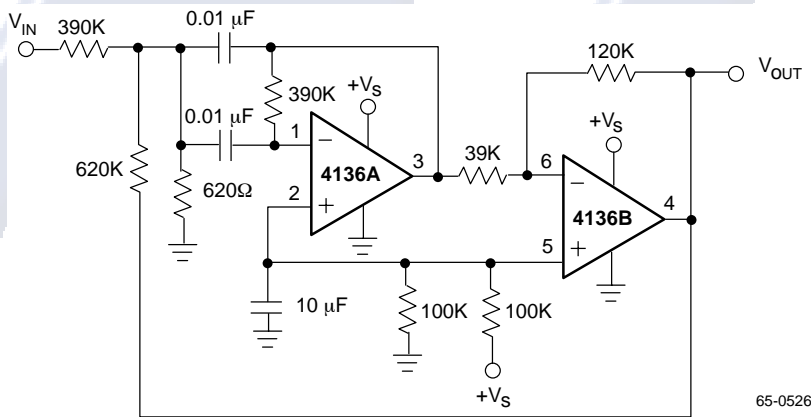 V_IN
390K
0.01 μF
120K
V_OUT
390K
+V_S
0.01 μF
+V_S
1
−
620K
620Ω
4136A
3
39K
6
−
2
+
4136B
4
5
+
10 μF
100K
100K
+V_S
65-0526